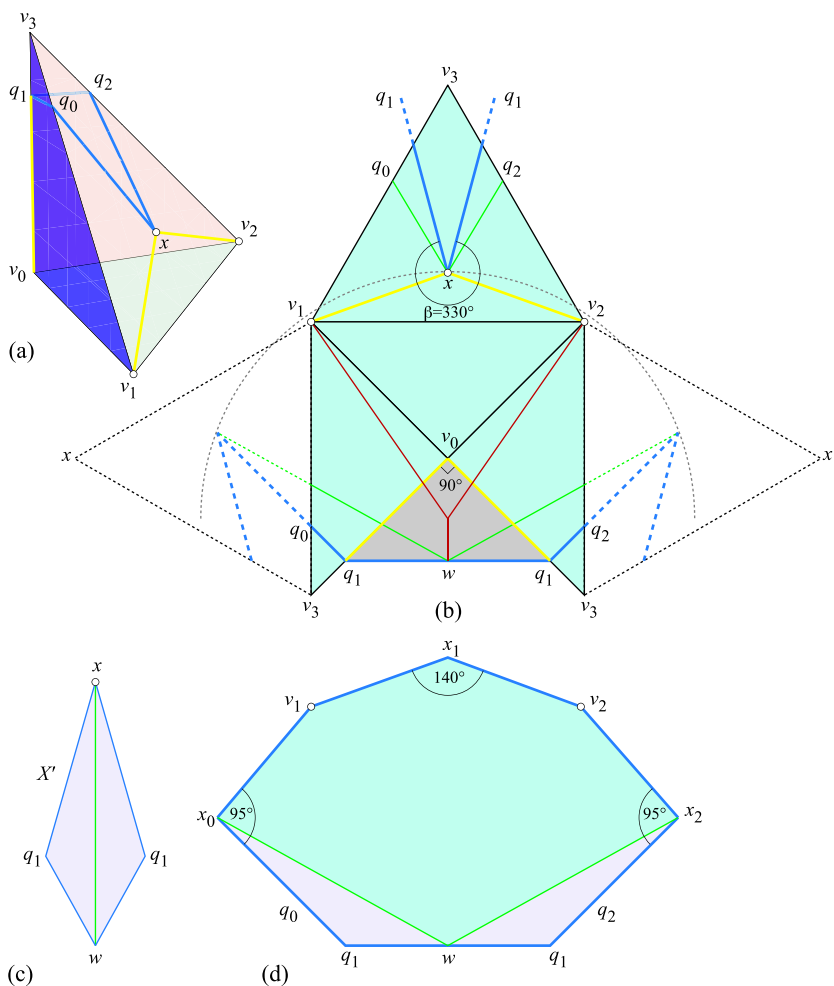 v3
q1 q0 q2
x v2
v0
v1
(a)
v3
q1 q1
q0 q2
x
v1 β=330° v2
x v0 x
90°
q0 q2
q1 w q1
v3 v3
(b)
x
X'
q1 q1
w
(c)
x1
140°
v1 v2
x0 95° 95° x2
q0 q2
q1 w q1
(d)